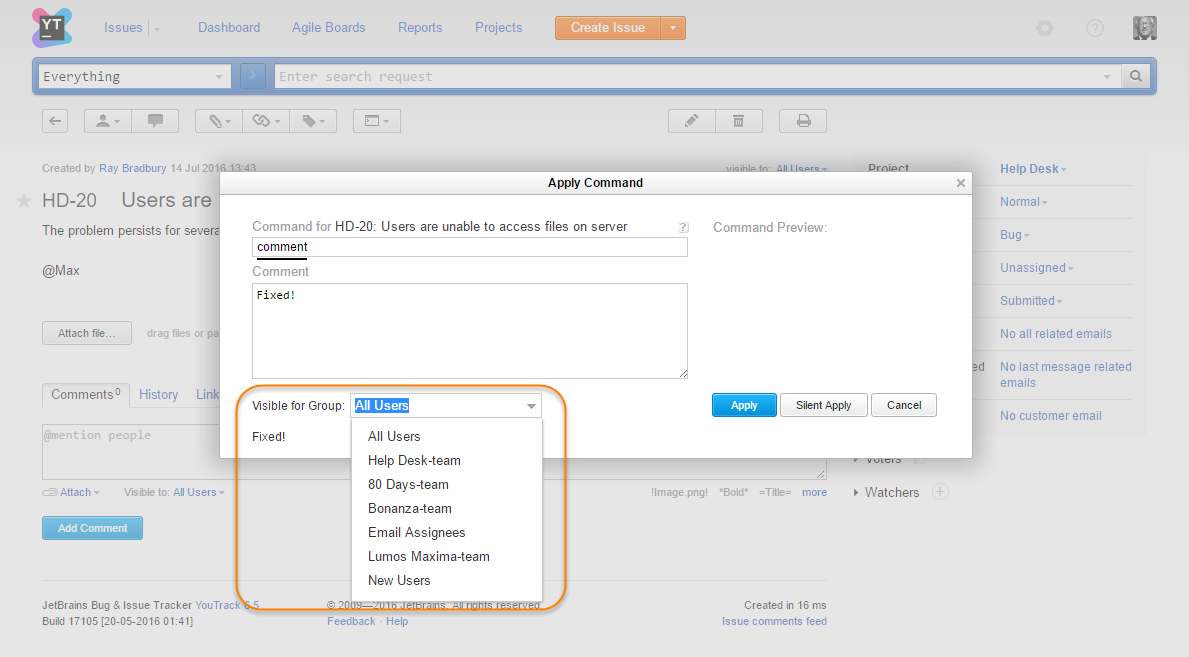 YT
Issues
Dashboard
Agile Boards
Reports
Projects
Create Issue
Everything
Enter search request
Created by Ray Bradbury 14 Jul 2016 13:43
visible to: All Users
Project
Help Desk
HD-20 Users are
Normal
The problem persists for severa
Bug
@Max
Unassigned
Submitted
Attach file...
drag files or pa
No all related emails
ed
No last message related
emails
No customer email
Comments 0
History
Link
@mention people
Voters
Attach
Visible to: All Users
!Image.png!
*Bold*
=Title=
more
Watchers
Add Comment
Apply Command
Command for HD-20: Users are unable to access files on server
?
Command Preview:
comment
Comment
Fixed!
Visible for Group:
All Users
Apply
Silent Apply
Cancel
Fixed!
All Users
Help Desk-team
80 Days-team
Bonanza-team
Email Assignees
Lumos Maxima-team
New Users
JetBrains Bug & Issue Tracker YouTrack 6.5
© 2009—2016 JetBrains. All rights reserved.
Created in 16 ms
Build 17105 [20-05-2016 01:41]
Feedback · Help
Issue comments feed